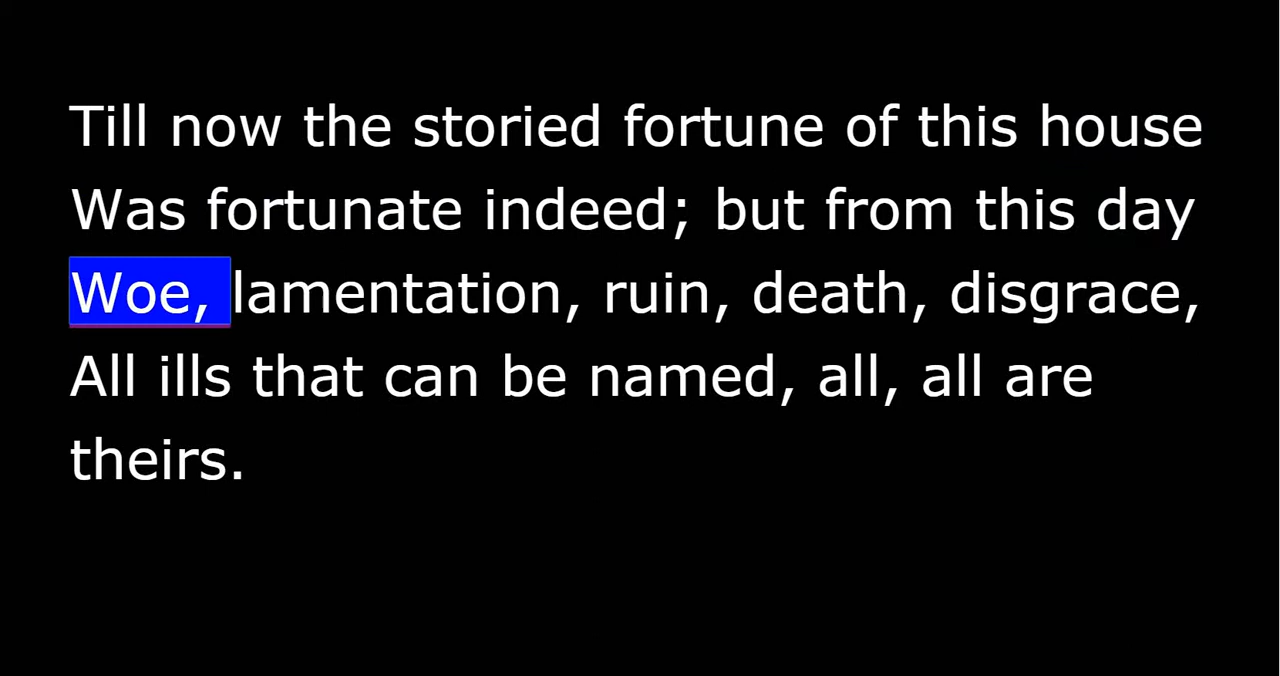 Till now the storied fortune of this house
Was fortunate indeed; but from this day
Woe, lamentation, ruin, death, disgrace,
All ills that can be named, all, all are
theirs.